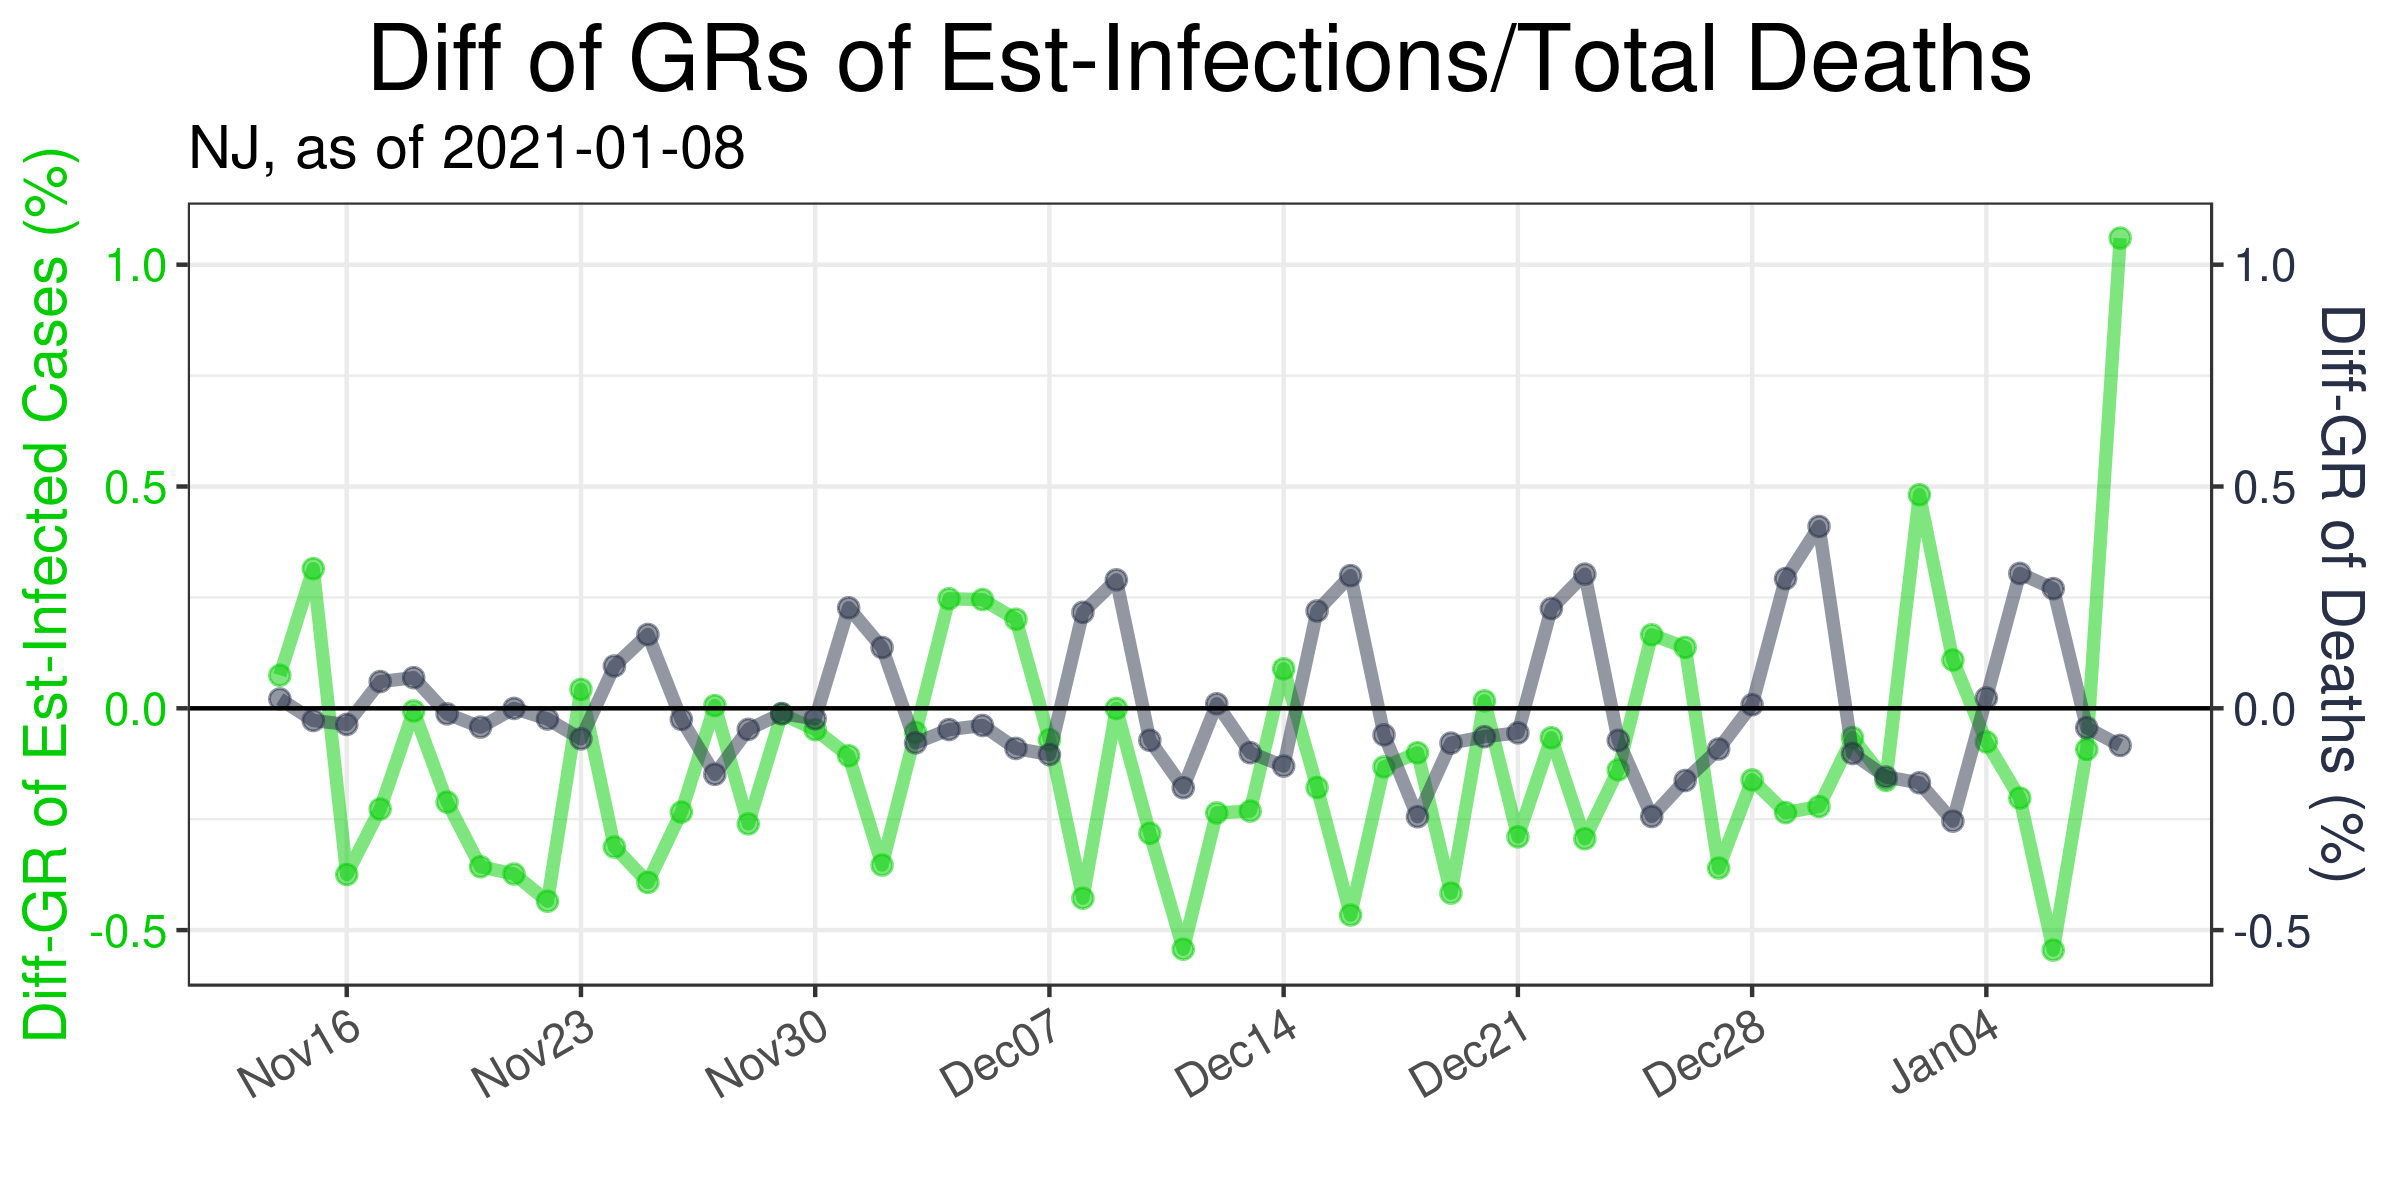 Diff of GRs of Est-Infections/Total Deaths
NJ, as of 2021-01-08
Diff-GR of Est-Infected Cases (%)
1.0
0.5
0.0
-0.5
1.0
0.5
0.0
-0.5
Diff-GR of Deaths (%)
Nov16
Nov23
Nov30
Dec07
Dec14
Dec21
Dec28
Jan04